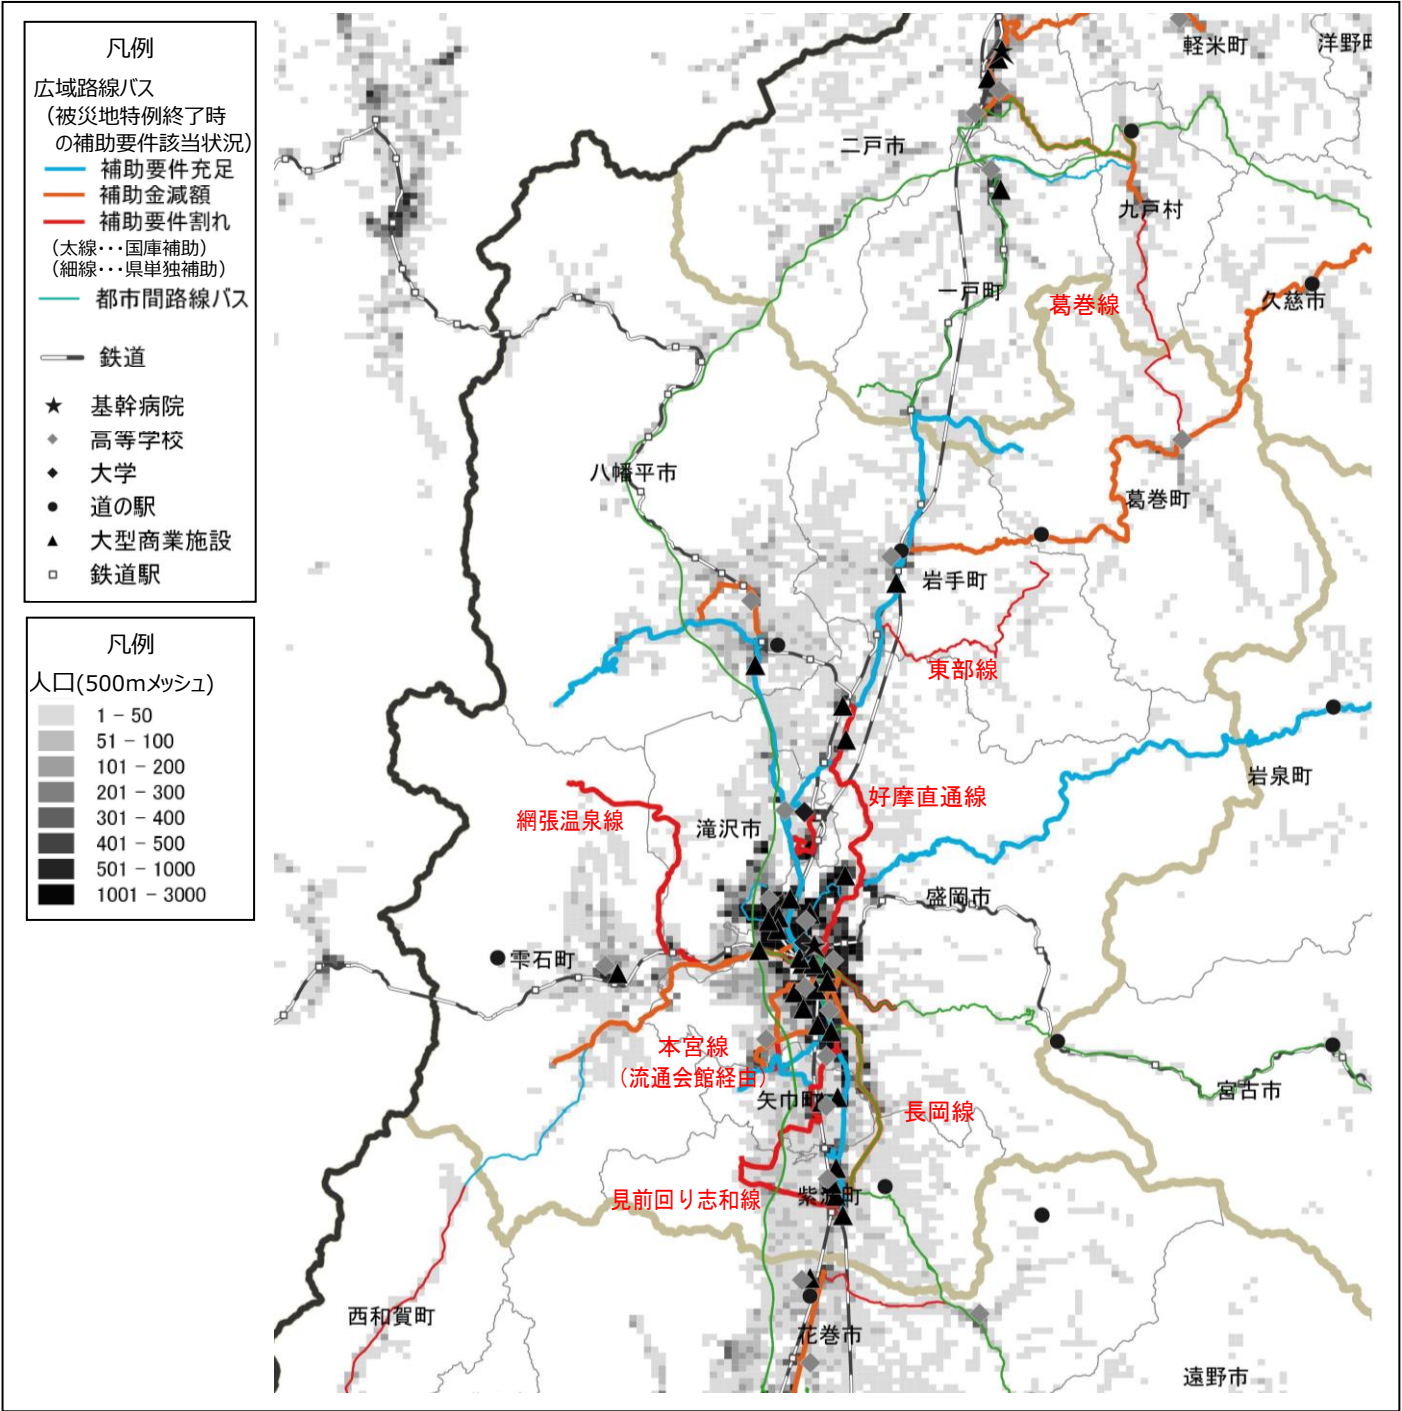 凡例
広域路線バス
（被災地特例終了時
の補助要件該当状況）
補助要件充足
補助金減額
補助要件割れ
（太線・・・国庫補助）
（細線・・・県単独補助）
都市間路線バス
鉄道
基幹病院
高等学校
大学
道の駅
大型商業施設
鉄道駅
凡例
人口(500mメッシュ)
1 － 50
51 － 100
101 － 200
201 － 300
301 － 400
401 － 500
501 － 1000
1001 － 3000
軽米町
洋野町
二戸市
九戸村
一戸町
葛巻線
久慈市
八幡平市
葛巻町
岩手町
東部線
岩泉町
網張温泉線
滝沢市
好摩直通線
盛岡市
雫石町
本宮線
（流通会館経由）
矢巾町
長岡線
宮古市
見前回り志和線
紫波町
西和賀町
花巻市
遠野市